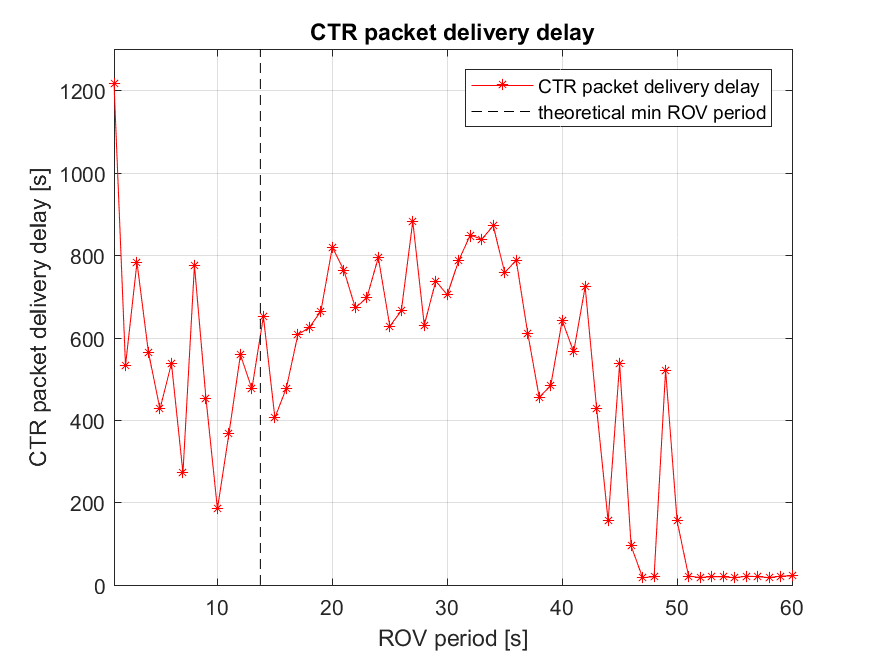 CTR packet delivery delay
CTR packet delivery delay
theoretical min ROV period
CTR packet delivery delay [s]
1200
1000
800
600
400
200
0
10 20 30 40 50 60
ROV period [s]